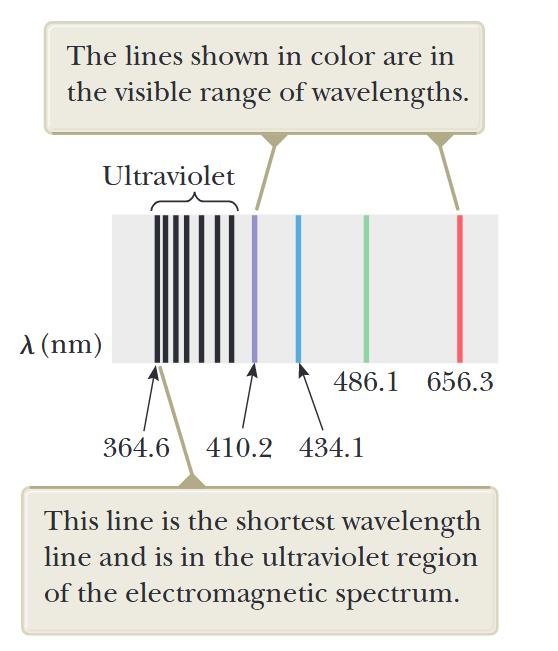 The lines shown in color are in
the visible range of wavelengths.
Ultraviolet
λ (nm)
486.1 656.3
364.6 410.2 434.1
This line is the shortest wavelength
line and is in the ultraviolet region
of the electromagnetic spectrum.